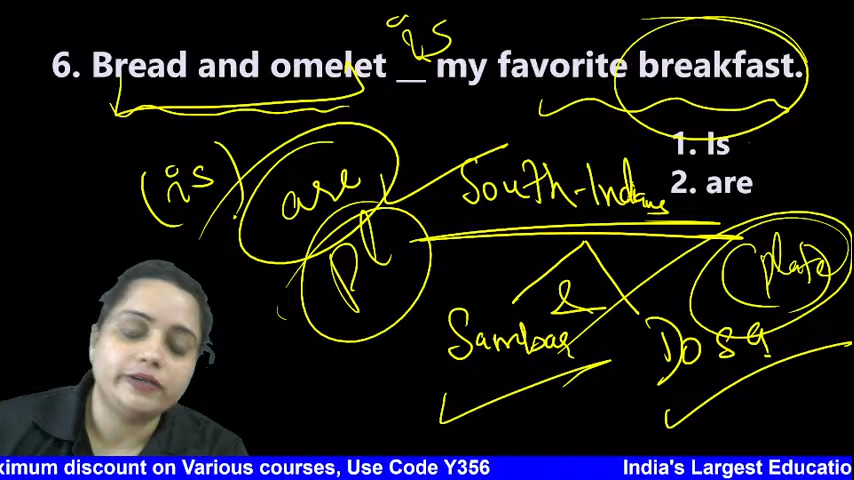 is
6. Bread and omelet __ my favorite breakfast.
1. Is
2. are
(is) are South-Indians
Pl plate
&
Sambar Dosa
ximum discount on Various courses, Use Code Y356 India's Largest Educatio